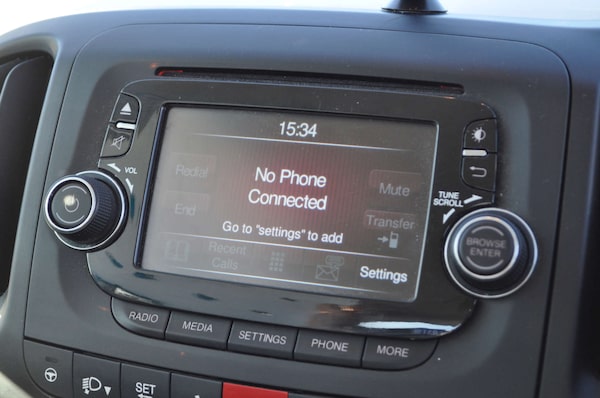 15:34
VOL
Redial
No Phone
Connected
Mute
End
Transfer
TUNE
SCROLL
Go to "settings" to add
Recent
Calls
Settings
BROWSE
ENTER
RADIO
MEDIA
SETTINGS
PHONE
MORE
SET